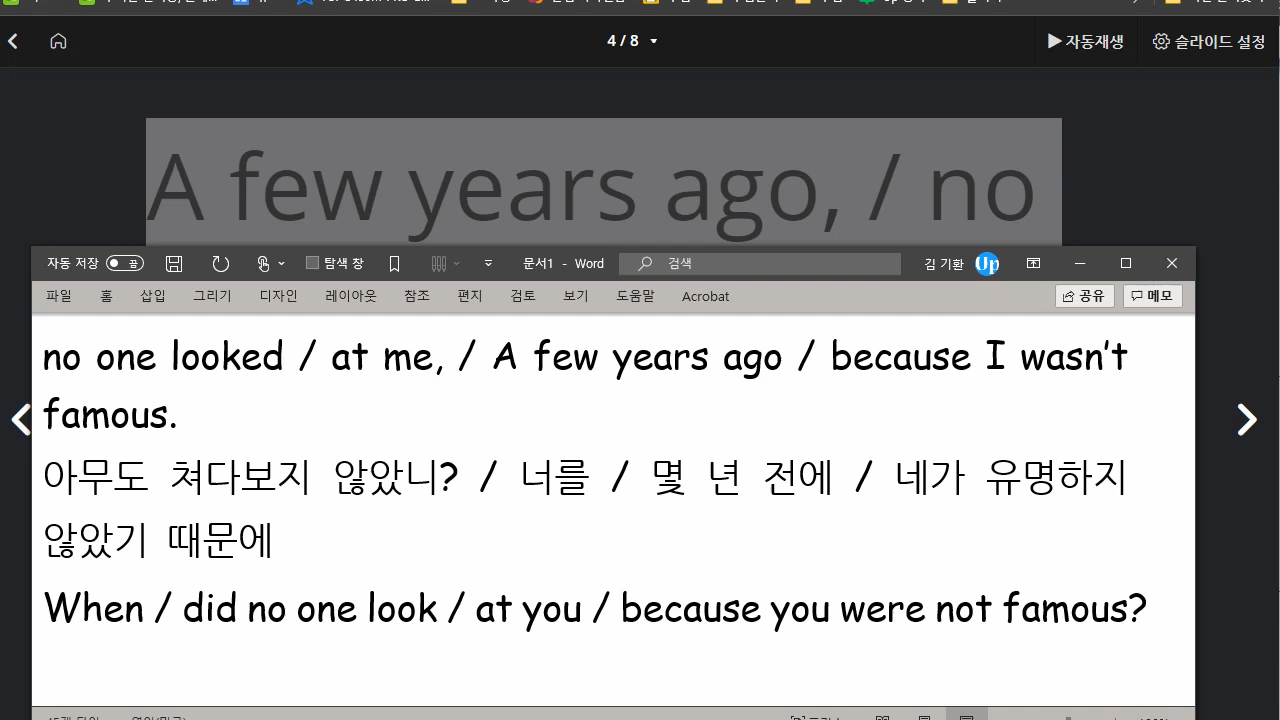 4 / 8
자동재생
슬라이드 설정
A few years ago, / no
자동 저장
끔
탐색 창
문서1 - Word
검색
김 기환
Up
파일 홈 삽입 그리기 디자인 레이아웃 참조 편지 검토 보기 도움말 Acrobat
공유
메모
no one looked / at me, / A few years ago / because I wasn't
famous.
아무도 쳐다보지 않았니? / 너를 / 몇 년 전에 / 네가 유명하지
않았기 때문에
When / did no one look / at you / because you were not famous?